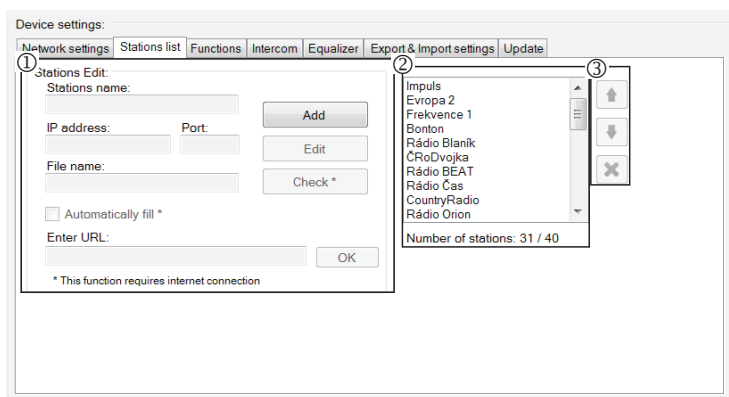 Device settings:
Network settings Stations list Functions Intercom Equalizer Export & Import settings Update
① ② ③
Stations Edit:
Stations name:
Add
IP address: Port:
Edit
File name:
Check *
Automatically fill *
Enter URL:
OK
* This function requires internet connection
Impuls
Evropa 2
Frekvence 1
Bonton
Rádio Blaník
ČRoDvojka
Rádio BEAT
Rádio Čas
CountryRadio
Rádio Orion
Number of stations: 31 / 40